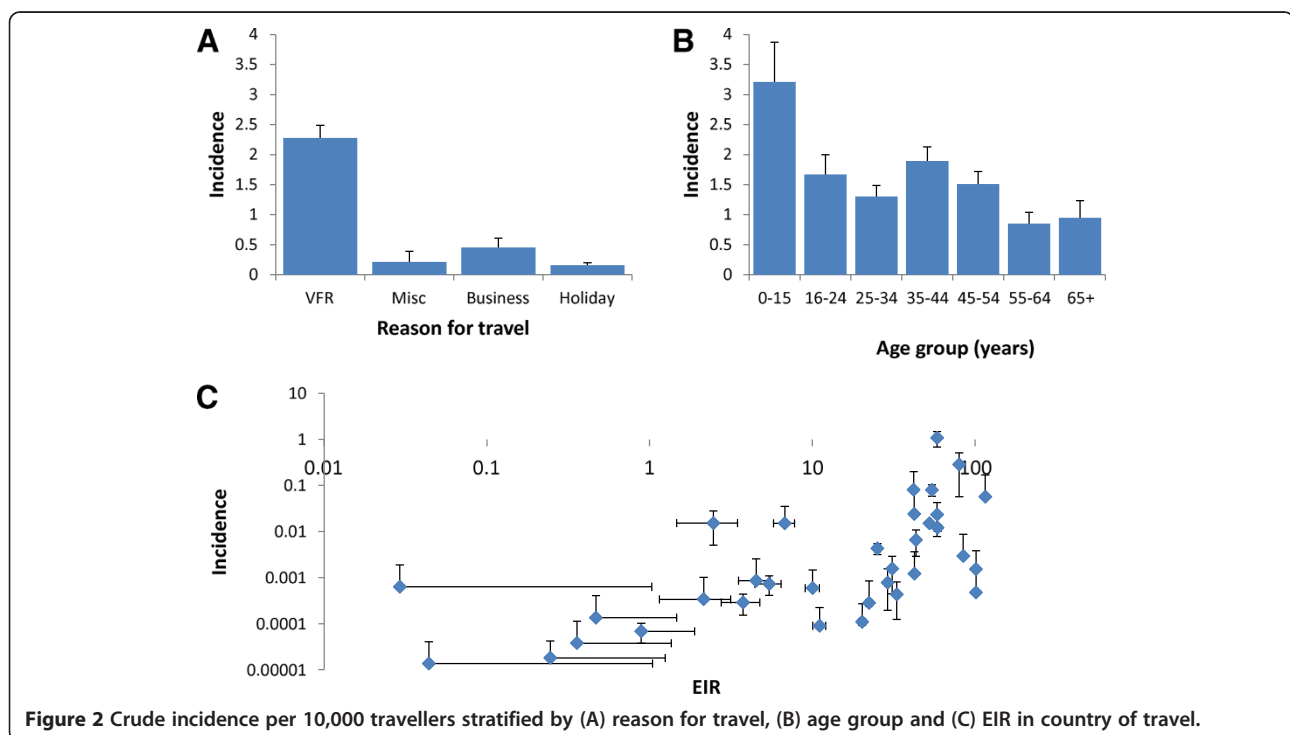 A
4
3.5
3
2.5
2
1.5
1
0.5
0
Incidence
VFR Misc Business Holiday
Reason for travel
B
4
3.5
3
2.5
2
1.5
1
0.5
0
Incidence
0-15 16-24 25-34 35-44 45-54 55-64 65+
Age group (years)
C
10
1
0.1
0.01
0.001
0.0001
0.00001
Incidence
0.01 0.1 1 10 100
EIR
Figure 2 Crude incidence per 10,000 travellers stratified by (A) reason for travel, (B) age group and (C) EIR in country of travel.